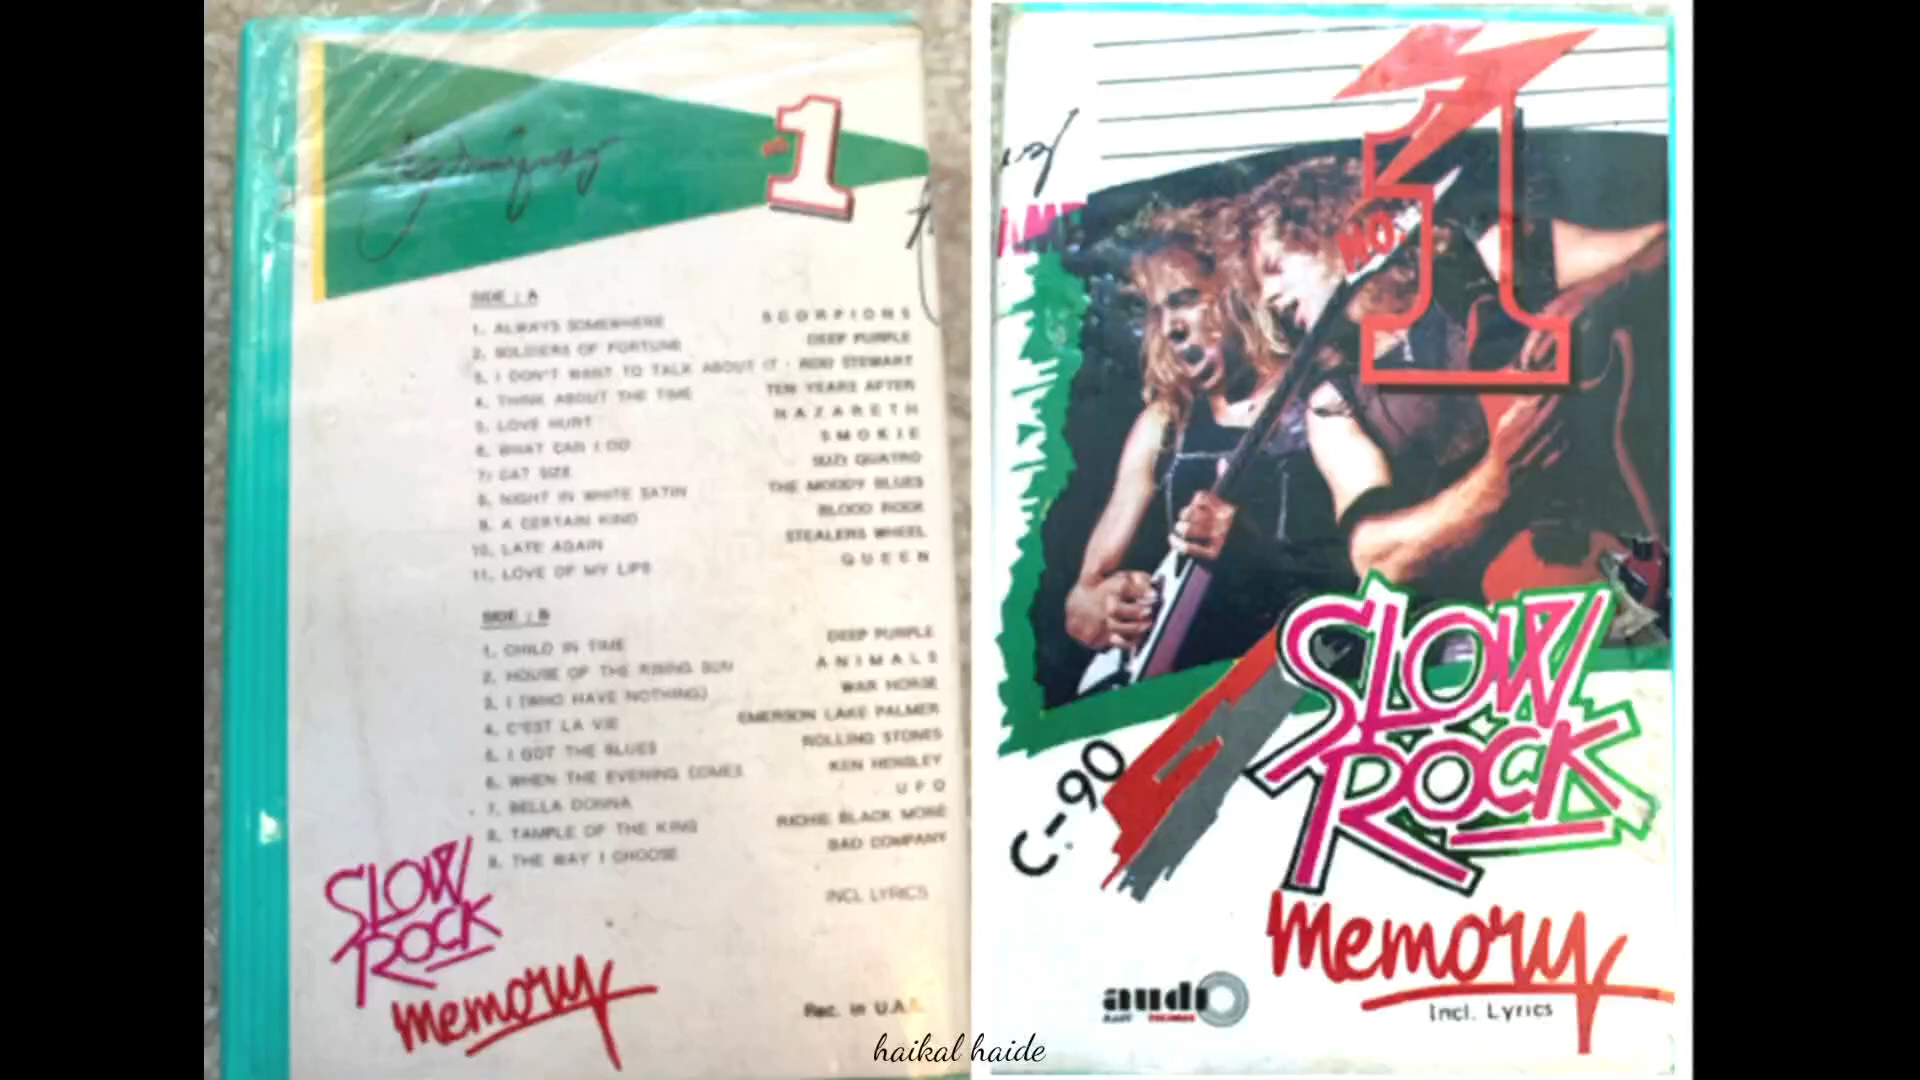 NO. 1
SIDE : A
1. ALWAYS SOMEWHERE SCORPIONS
2. SOLDIERS OF FORTUNE DEEP PURPLE
3. I DON'T WANT TO TALK ABOUT IT - ROD STEWART
4. THINK ABOUT THE TIME TEN YEARS AFTER
5. LOVE HURT NAZARETH
6. WHAT CAN I DO SMOKIE
7. CAT SIZE SUZI QUATRO
8. NIGHT IN WHITE SATIN THE MOODY BLUES
9. A CERTAIN KIND BLOOD ROCK
10. LATE AGAIN STEALERS WHEEL
11. LOVE OF MY LIFE QUEEN
SIDE : B
1. CHILD IN TIME DEEP PURPLE
2. HOUSE OF THE RISING SUN ANIMALS
3. I (WHO HAVE NOTHING) WAR HORSE
4. C'EST LA VIE EMERSON LAKE PALMER
5. I GOT THE BLUES ROLLING STONES
6. WHEN THE EVENING COMES KEN HENSLEY
7. BELLA DONNA UFO
8. TAMPLE OF THE KING RICHIE BLACK MORE
9. THE WAY I CHOOSE BAD COMPANY
INCL. LYRICS
SLOW
ROCK
Memory
Rec. in
NO. 1
C-90
SLOW
ROCK
Memory
Incl. Lyrics
audio
haikal haide